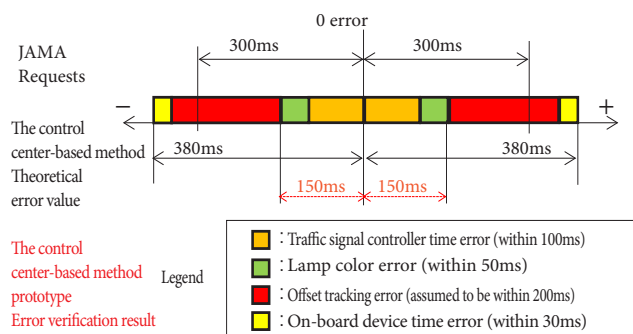 0 error
JAMA
Requests
300ms
300ms
−
+
The control
center-based method
Theoretical
error value
380ms
380ms
150ms
150ms
The control
center-based method
prototype
Error verification result
Legend
: Traffic signal controller time error (within 100ms)
: Lamp color error (within 50ms)
: Offset tracking error (assumed to be within 200ms)
: On-board device time error (within 30ms)